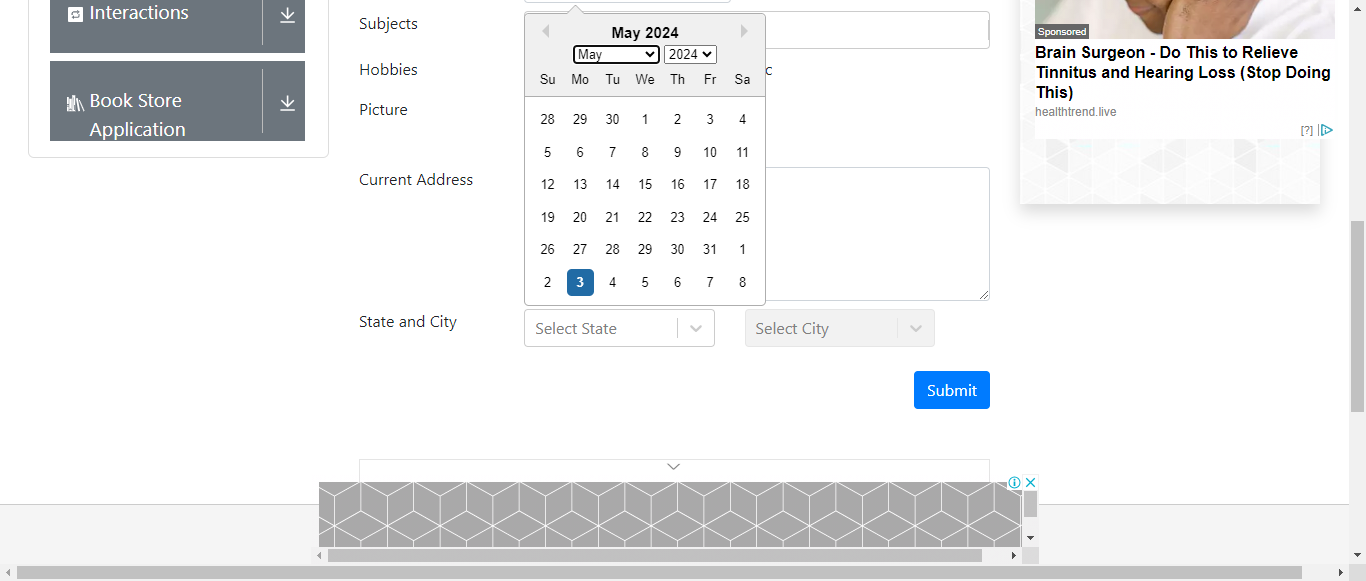 Interactions
Book Store
Application
Subjects
Hobbies
Picture
Current Address
State and City
May 2024
May 2024
Su Mo Tu We Th Fr Sa
28 29 30 1 2 3 4
5 6 7 8 9 10 11
12 13 14 15 16 17 18
19 20 21 22 23 24 25
26 27 28 29 30 31 1
2 3 4 5 6 7 8
c
Select State
Select City
Submit
Sponsored
Brain Surgeon - Do This to Relieve
Tinnitus and Hearing Loss (Stop Doing
This)
healthtrend.live
[?]